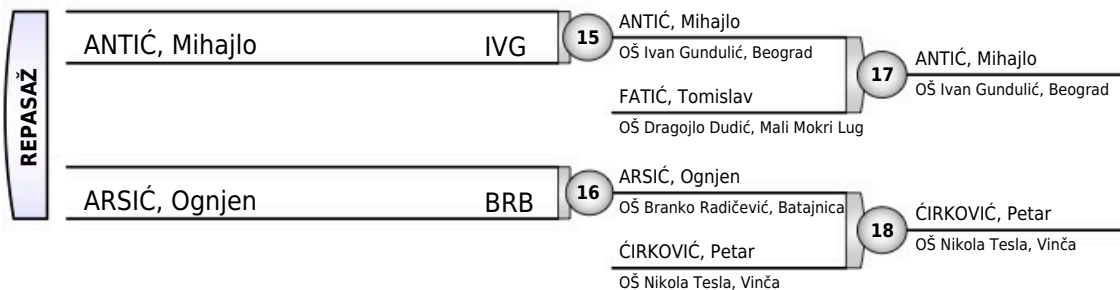 REPASAŽ
ANTIĆ, Mihajlo IVG
15
ANTIĆ, Mihajlo
OŠ Ivan Gundulić, Beograd
FATIĆ, Tomislav
OŠ Dragojlo Dudić, Mali Mokri Lug
17
ANTIĆ, Mihajlo
OŠ Ivan Gundulić, Beograd
ARSIĆ, Ognjen BRB
16
ARSIĆ, Ognjen
OŠ Branko Radičević, Batajnica
ĆIRKOVIĆ, Petar
OŠ Nikola Tesla, Vinča
18
ĆIRKOVIĆ, Petar
OŠ Nikola Tesla, Vinča